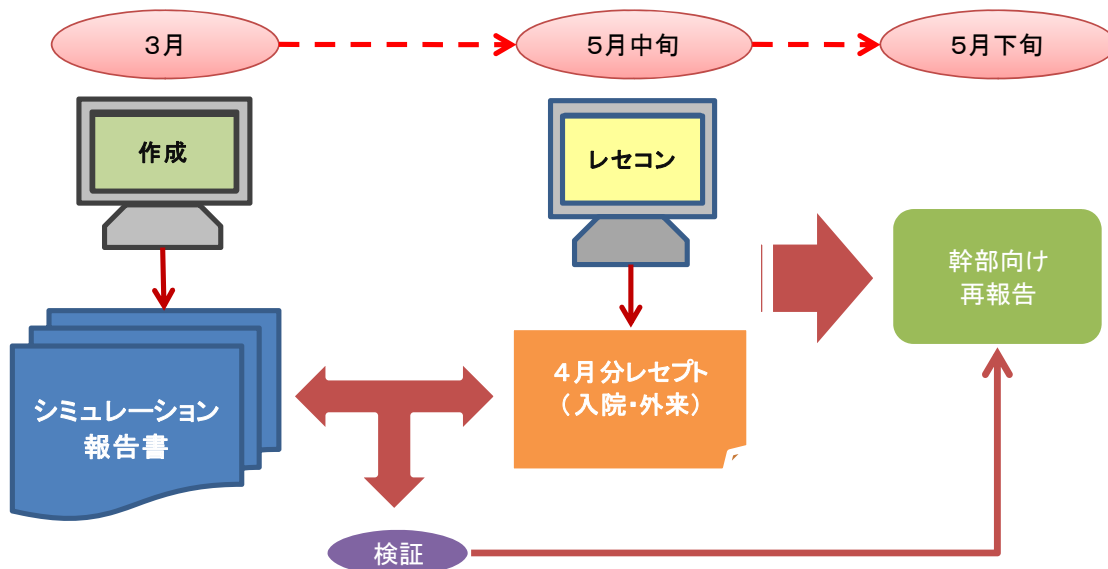 ３月
５月中旬
５月下旬
作成
レセコン
幹部向け
再報告
４月分レセプト
（入院・外来）
シミュレーション
報告書
検証